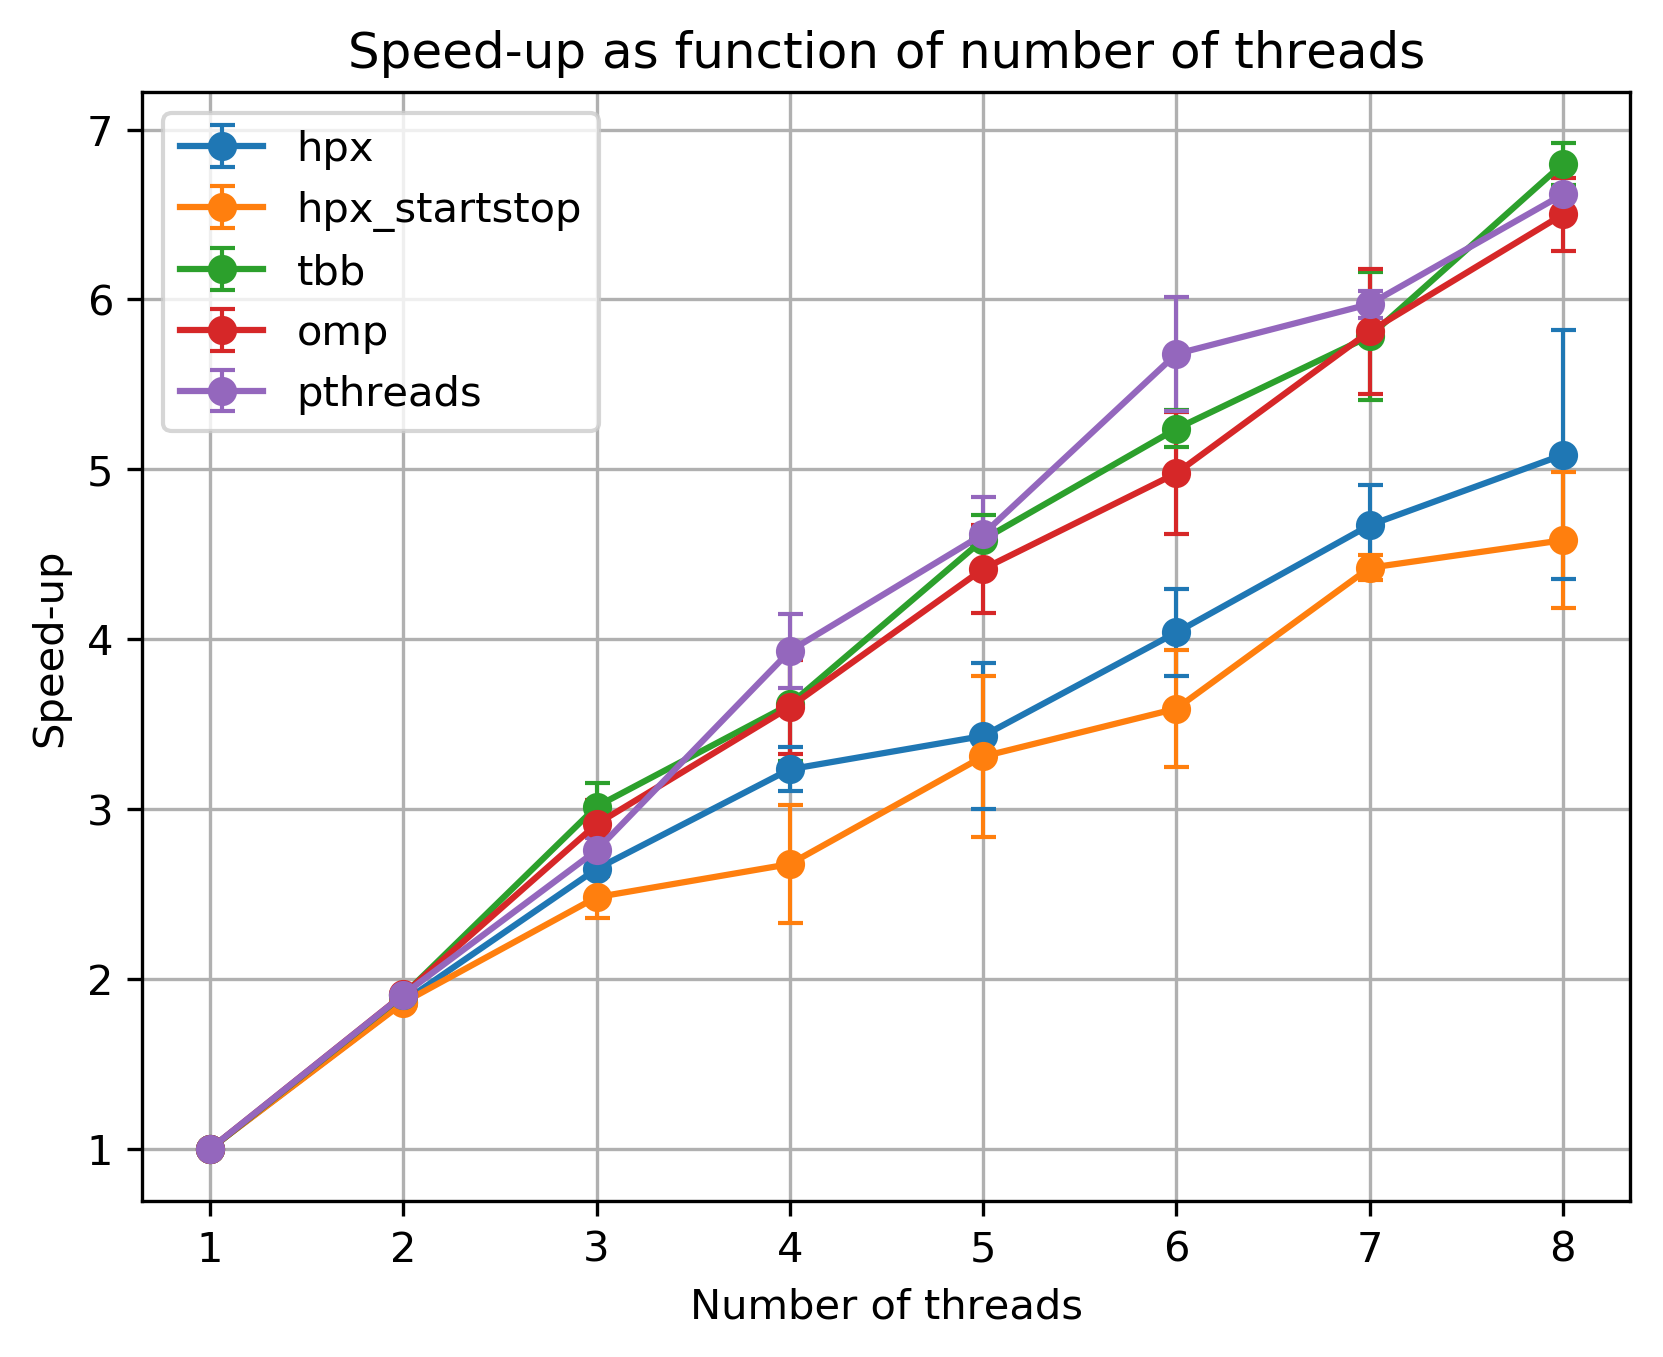 Speed-up as function of number of threads
hpx
hpx_startstop
tbb
omp
pthreads
7
6
5
4
3
2
1
Speed-up
1 2 3 4 5 6 7 8
Number of threads